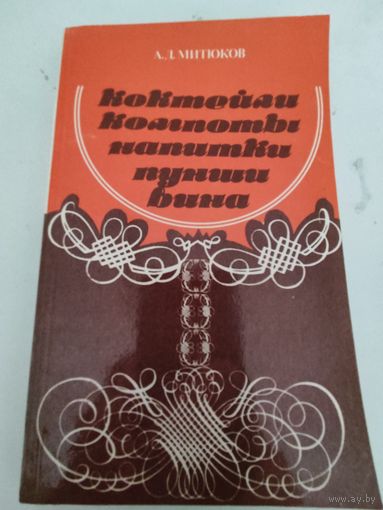 А. Д. МИТЮКОВ
коктейли
компоты
напитки
пунши
вина
www.ay.by